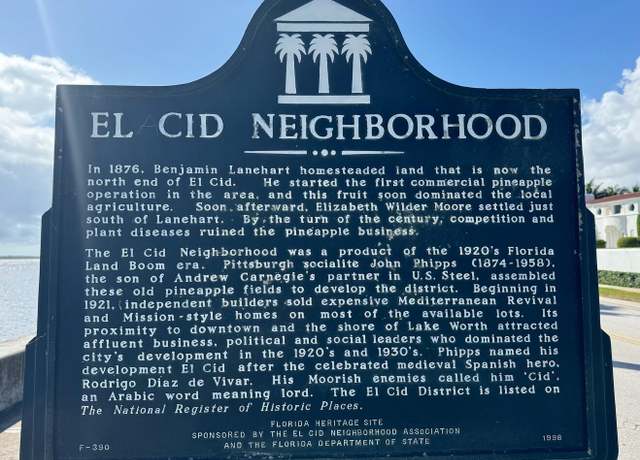 EL CID NEIGHBORHOOD
In 1876, Benjamin Lanehart homesteaded land that is now the
north end of El Cid. He started the first commercial pineapple
operation in the area, and this fruit soon dominated the local
agriculture. Soon afterward, Elizabeth Wilder Moore settled just
south of Lanehart. By the turn of the century, competition and
plant diseases ruined the pineapple business.
The El Cid Neighborhood was a product of the 1920's Florida
Land Boom era. Pittsburgh socialite John Phipps (1874-1958),
the son of Andrew Carnegie's partner in U.S. Steel, assembled
these old pineapple fields to develop the district. Beginning in
1921, independent builders sold expensive Mediterranean Revival
and Mission-style homes on most of the available lots. Its
proximity to downtown and the shore of Lake Worth attracted
affluent business, political and social leaders who dominated the
city's development in the 1920's and 1930's. Phipps named his
development El Cid after the celebrated medieval Spanish hero,
Rodrigo Diaz de Vivar. His Moorish enemies called him 'Cid',
an Arabic word meaning lord. The El Cid District is listed on
The National Register of Historic Places.
FLORIDA HERITAGE SITE
SPONSORED BY THE EL CID NEIGHBORHOOD ASSOCIATION
F-390 AND THE FLORIDA DEPARTMENT OF STATE 1998